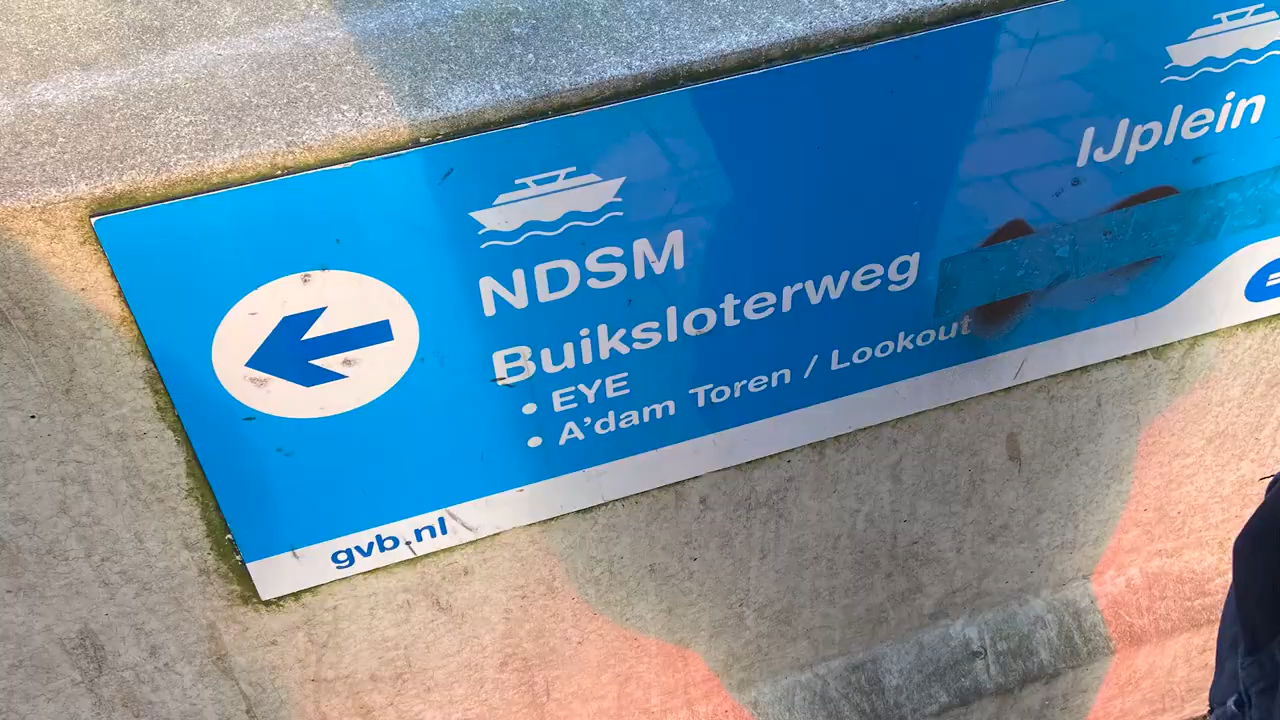 NDSM
Buiksloterweg
• EYE
• A'dam Toren / Lookout
IJplein
gvb.nl